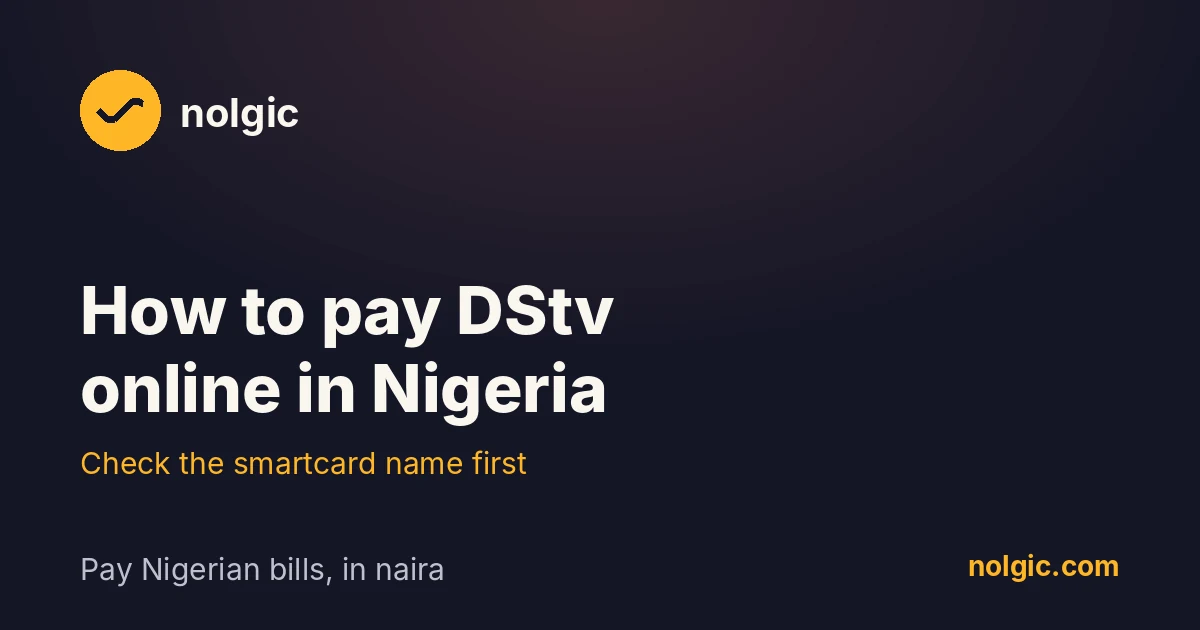 nolgic
How to pay DStv
online in Nigeria
Check the smartcard name first
Pay Nigerian bills, in naira
nolgic.com